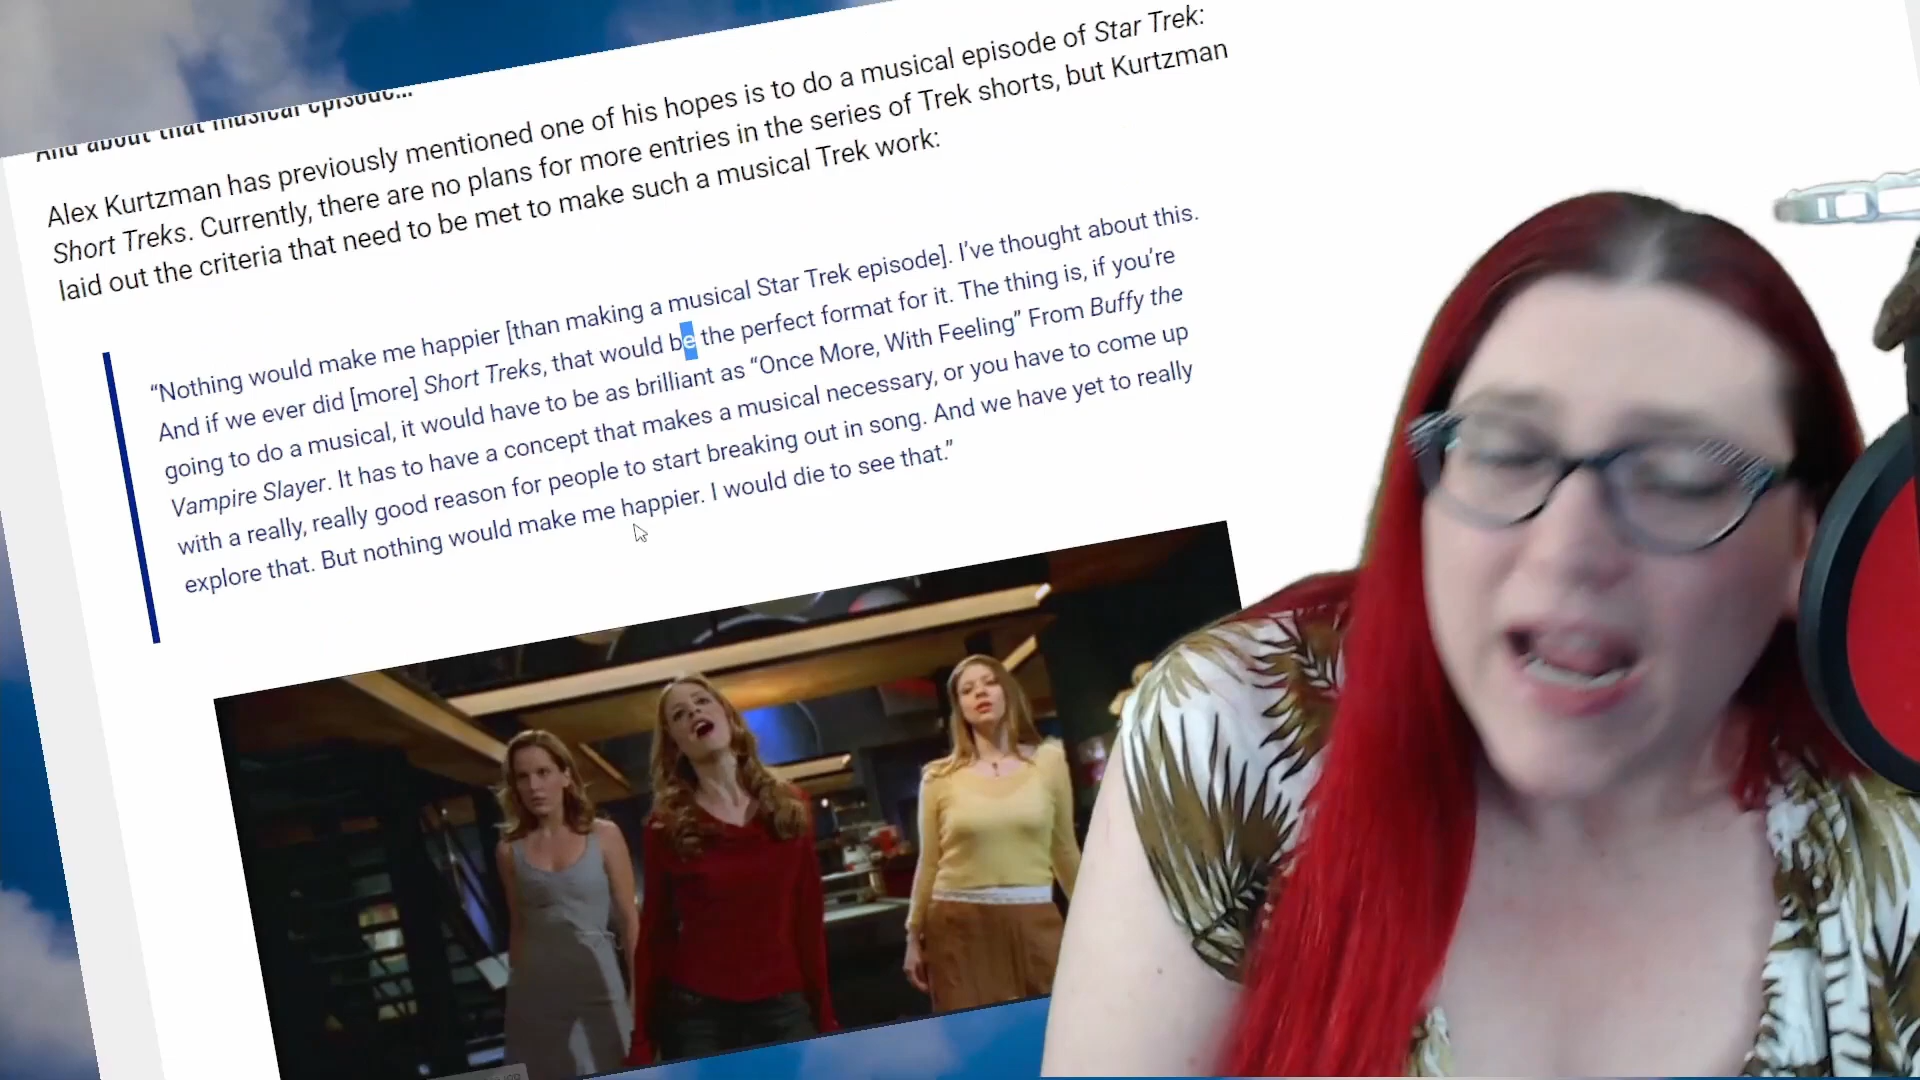 And about that musical episode...
Alex Kurtzman has previously mentioned one of his hopes is to do a musical episode of Star Trek:
Short Treks. Currently, there are no plans for more entries in the series of Trek shorts, but Kurtzman
laid out the criteria that need to be met to make such a musical Trek work:
“Nothing would make me happier [than making a musical Star Trek episode]. I’ve thought about this.
And if we ever did [more] Short Treks, that would be the perfect format for it. The thing is, if you’re
going to do a musical, it would have to be as brilliant as “Once More, With Feeling” From Buffy the
Vampire Slayer. It has to have a concept that makes a musical necessary, or you have to come up
with a really, really good reason for people to start breaking out in song. And we have yet to really
explore that. But nothing would make me happier. I would die to see that.”